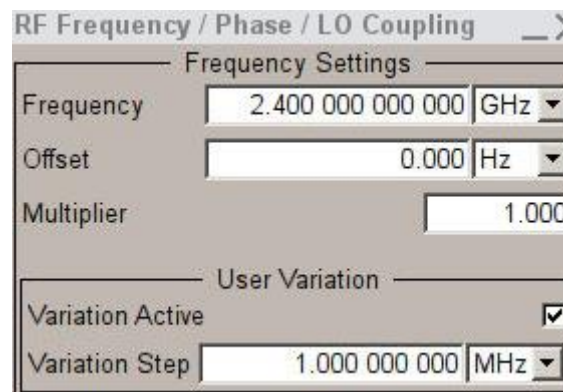 RF Frequency / Phase / LO Coupling
Frequency Settings
Frequency 2.400 000 000 000 GHz
Offset 0.000 Hz
Multiplier 1.000
User Variation
Variation Active
Variation Step 1.000 000 000 MHz